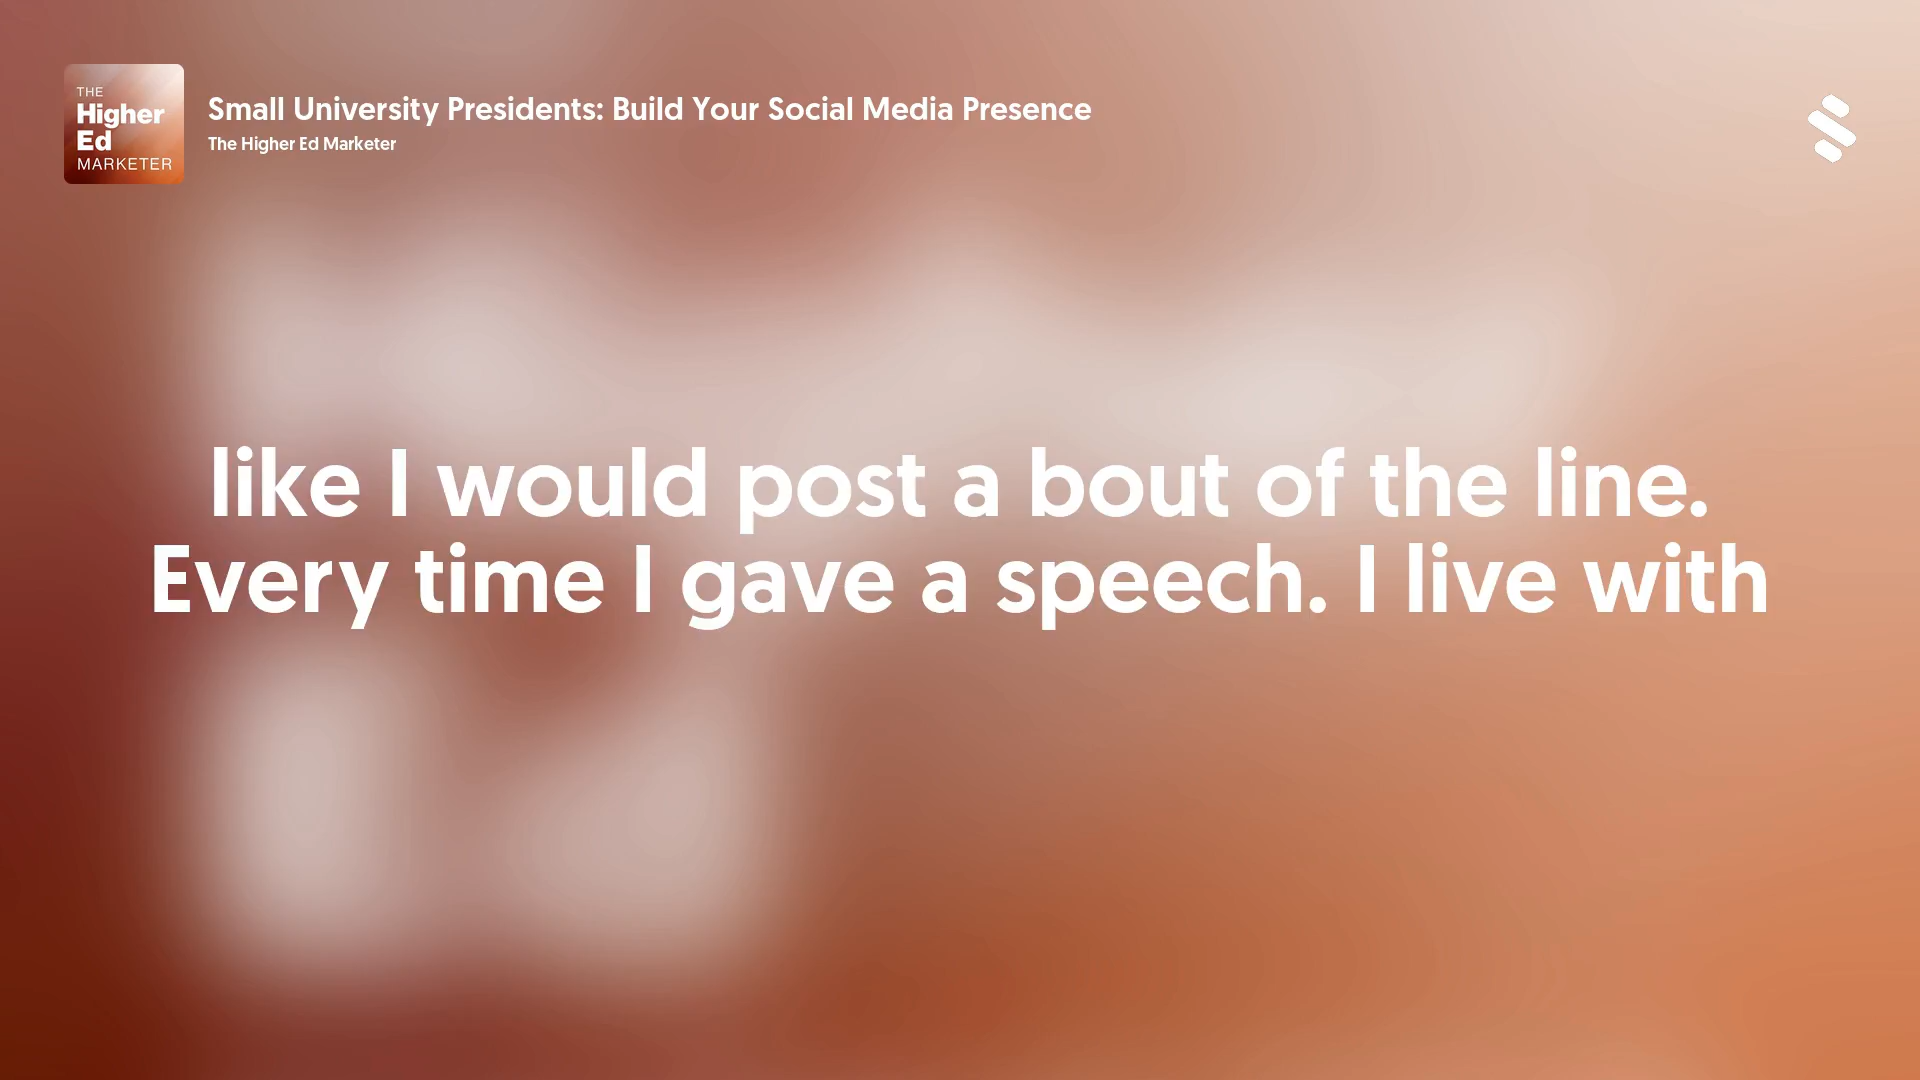 THE
Higher
Ed
MARKETER
Small University Presidents: Build Your Social Media Presence
The Higher Ed Marketer
like I would post a bout of the line.
Every time I gave a speech. I live with